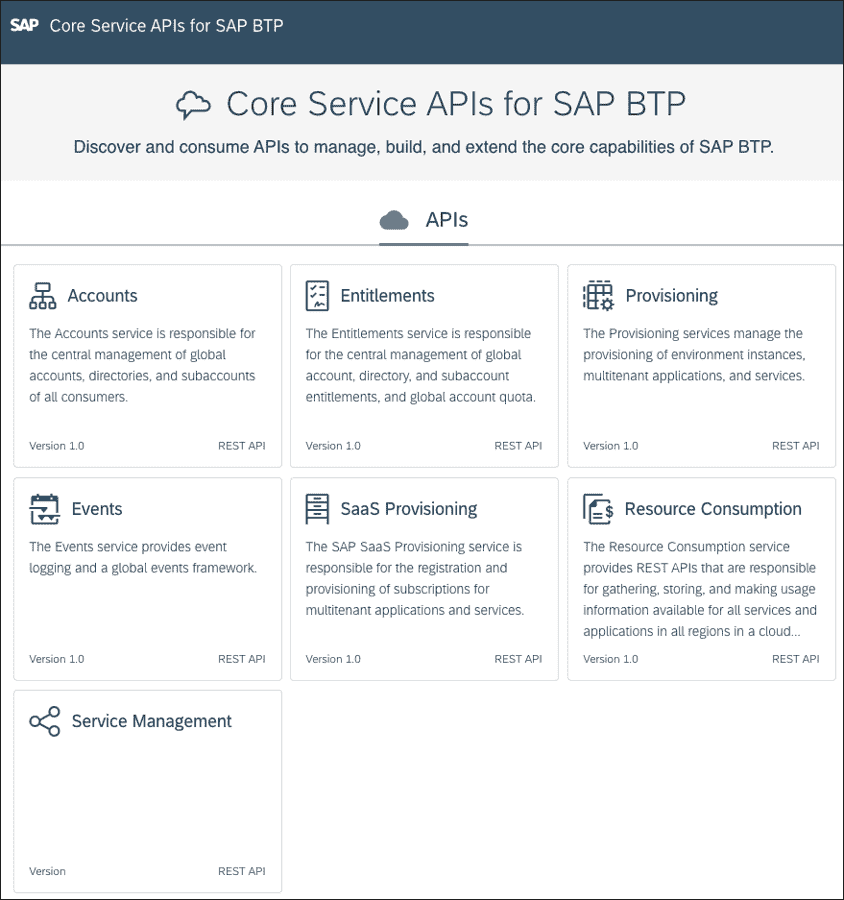 SAP Core Service APIs for SAP BTP
Core Service APIs for SAP BTP
Discover and consume APIs to manage, build, and extend the core capabilities of SAP BTP.
APIs
Accounts
The Accounts service is responsible for
the central management of global
accounts, directories, and subaccounts
of all consumers.
Version 1.0 REST API
Entitlements
The Entitlements service is responsible
for the central management of global
account, directory, and subaccount
entitlements, and global account quota.
Version 1.0 REST API
Provisioning
The Provisioning services manage the
provisioning of environment instances,
multitenant applications, and services.
Version 1.0 REST API
Events
The Events service provides event
logging and a global events framework.
Version 1.0 REST API
SaaS Provisioning
The SAP SaaS Provisioning service is
responsible for the registration and
provisioning of subscriptions for
multitenant applications and services.
Version 1.0 REST API
Resource Consumption
The Resource Consumption service
provides REST APIs that are responsible
for gathering, storing, and making usage
information available for all services and
applications in all regions in a cloud...
Version 1.0 REST API
Service Management
Version REST API